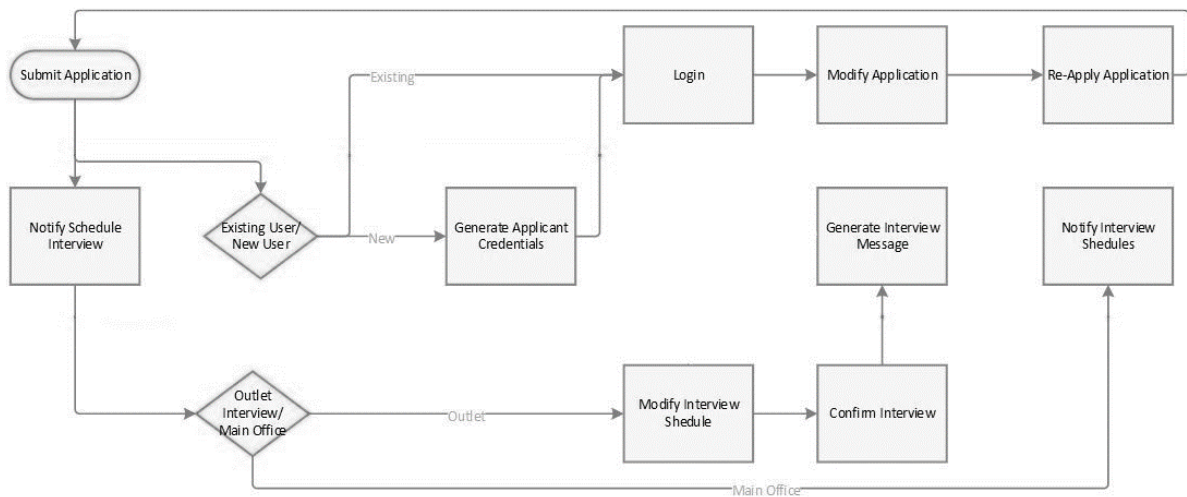 Submit Application
Existing
Login
Modify Application
Re-Apply Application
Notify Schedule
Interview
Existing User/
New User
New
Generate Applicant
Credentials
Generate Interview
Message
Notify Interview
Shedules
Outlet
Interview/
Main Office
Outlet
Modify Interview
Shedule
Confirm Interview
Main Office